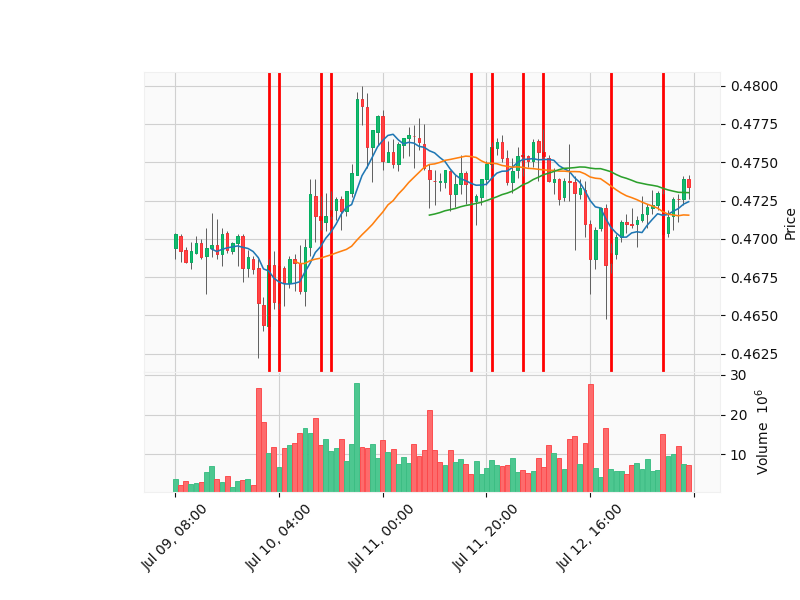 0.4800
0.4775
0.4750
0.4725
0.4700
0.4675
0.4650
0.4625
Price
30
20
10
Volume 10⁶
Jul 09, 08:00
Jul 10, 04:00
Jul 11, 00:00
Jul 11, 20:00
Jul 12, 16:00